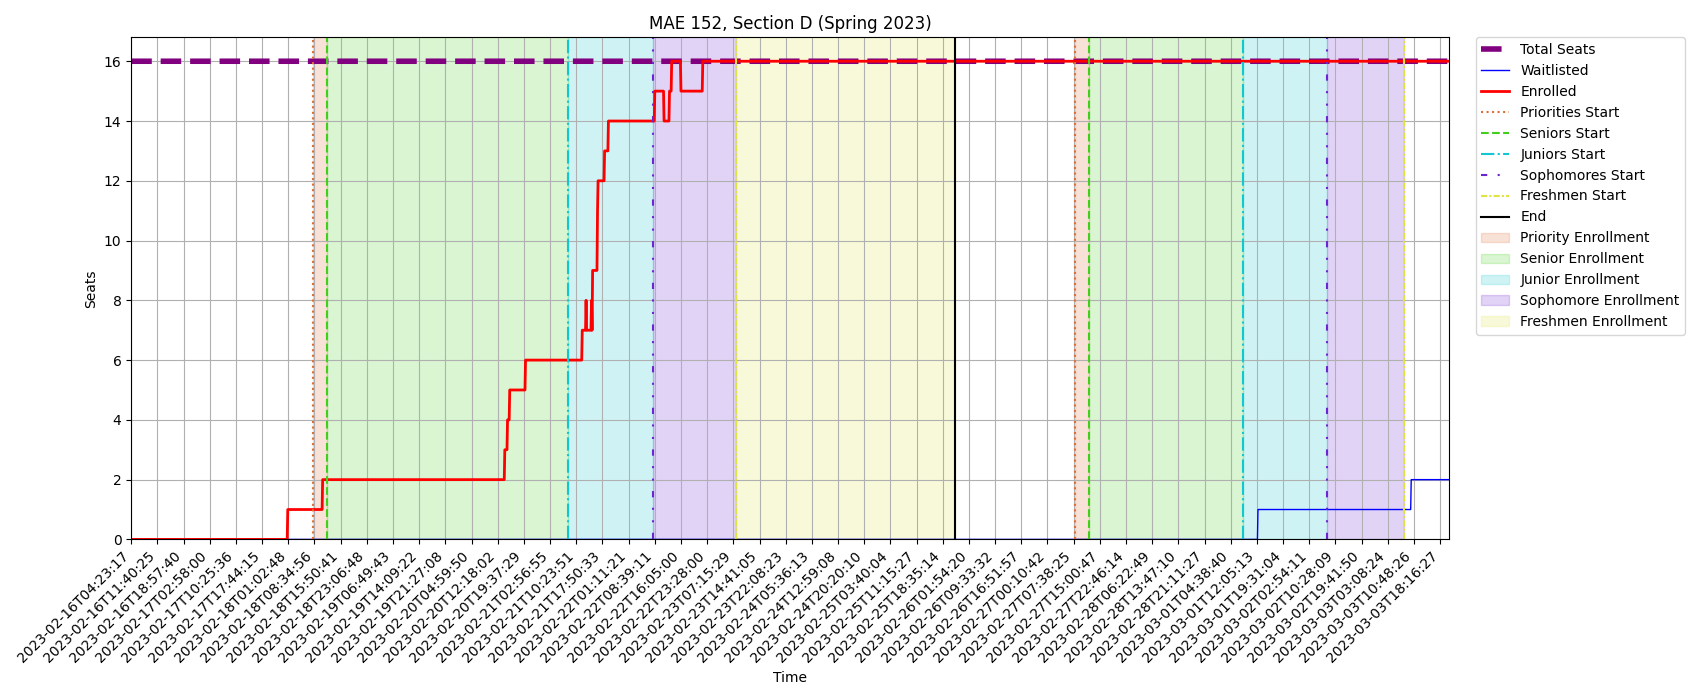 MAE 152, Section D (Spring 2023)
Seats
16
14
12
10
8
6
4
2
0
2023-02-16T04:23:17
2023-02-16T11:40:25
2023-02-16T18:57:40
2023-02-17T02:58:00
2023-02-17T10:25:36
2023-02-17T17:44:15
2023-02-18T01:02:48
2023-02-18T08:34:56
2023-02-18T15:50:41
2023-02-18T23:06:48
2023-02-19T06:49:43
2023-02-19T14:09:22
2023-02-19T21:27:08
2023-02-20T04:59:50
2023-02-20T12:18:02
2023-02-20T19:37:29
2023-02-21T02:56:55
2023-02-21T10:23:51
2023-02-21T17:50:33
2023-02-22T01:11:21
2023-02-22T08:39:11
2023-02-22T16:05:00
2023-02-22T23:28:00
2023-02-23T07:15:29
2023-02-23T14:41:05
2023-02-23T22:08:23
2023-02-24T05:36:13
2023-02-24T12:59:08
2023-02-24T20:20:10
2023-02-25T03:40:04
2023-02-25T11:15:27
2023-02-25T18:35:14
2023-02-26T01:54:20
2023-02-26T09:33:32
2023-02-26T16:51:57
2023-02-27T00:10:42
2023-02-27T07:38:25
2023-02-27T15:00:47
2023-02-27T22:46:14
2023-02-28T06:22:49
2023-02-28T13:47:10
2023-02-28T21:11:27
2023-03-01T04:38:40
2023-03-01T12:05:13
2023-03-01T19:31:04
2023-03-02T02:54:11
2023-03-02T10:28:09
2023-03-02T19:41:50
2023-03-03T03:08:24
2023-03-03T10:48:26
2023-03-03T18:16:27
Time
Total Seats
Waitlisted
Enrolled
Priorities Start
Seniors Start
Juniors Start
Sophomores Start
Freshmen Start
End
Priority Enrollment
Senior Enrollment
Junior Enrollment
Sophomore Enrollment
Freshmen Enrollment